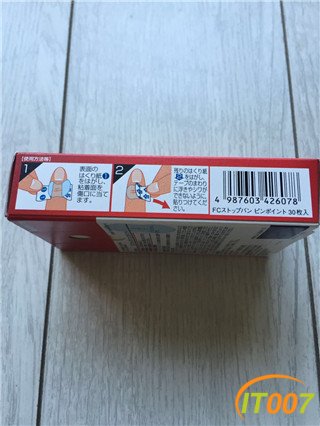 【使用方法等】
1
表面の
はくり紙①
をはがし、
粘着面を
傷口に当て
ます。
2
残りのはくり紙
②をはがし、
テープのまわり
に浮きやシワが
できないように
貼りつけてくだ
さい。
4 987603 426078
FCストップバン ピンポイント 30枚入
IT007